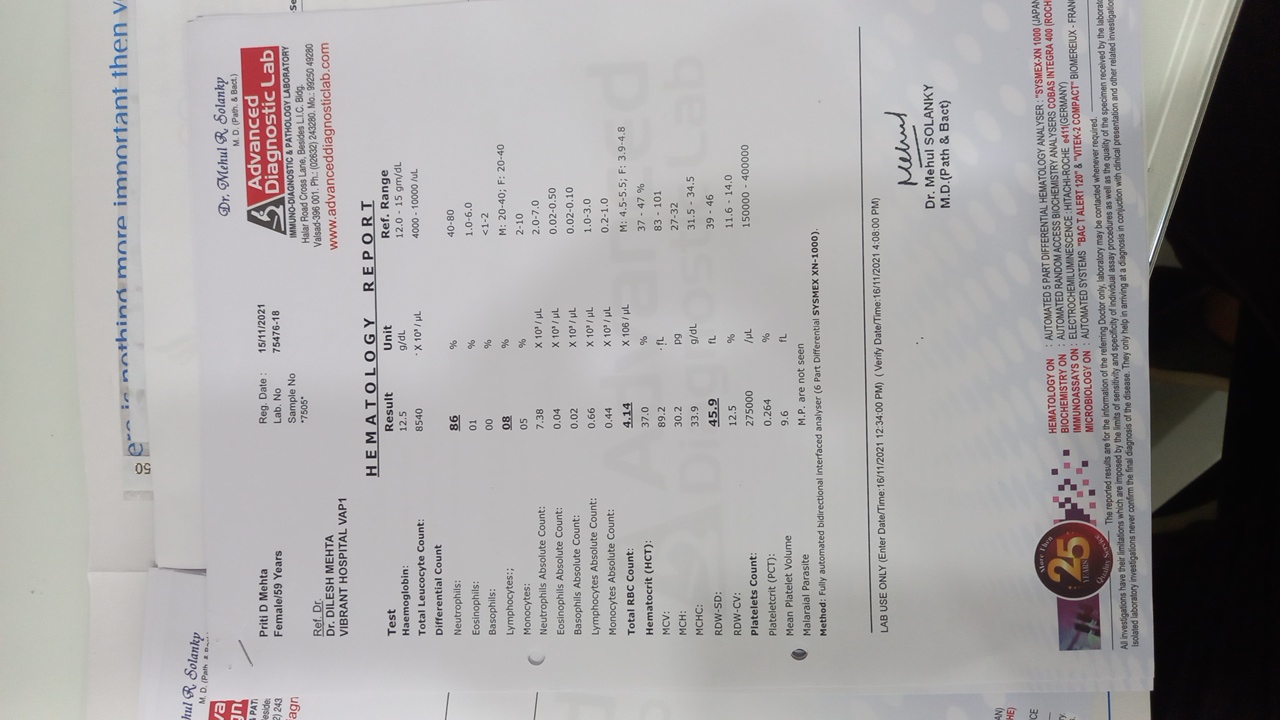 ere is nothing more important then v
50
hul R. Solanky
M. D. (Path
Dr. Mehul R. Solanky
M. D. (Path. & Bact.)
Advanced
Diagnostic Lab
IMMUNO-DIAGNOSTIC & PATHOLOGY LABORATORY
Halar Road Cross Lane, Besides L.I.C. Bldg.
Valsad-396 001. Ph.: (02632) 243280. Mo.: 99250 49280
www.advanceddiagnosticlab.com
Priti D Mehta
Female/59 Years
Reg. Date : 15/11/2021
Lab. No 75476-18
Sample No
*7505*
Ref. Dr.
Dr. DILESH MEHTA
VIBRANT HOSPITAL VAP1
HEMATOLOGY REPORT
Test Result Unit Ref. Range
Haemoglobin: 12.5 g/dL 12.0 - 15 gm/dL
Total Leucocyte Count: 8540 X 10³ / µL 4000 - 10000 /uL
Differential Count
Neutrophils: 86 % 40-80
Eosinophils: 01 % 1.0-6.0
Basophils: 00 % <1-2
Lymphocytes:; 08 % M: 20-40; F: 20-40
Monocytes: 05 % 2-10
Neutrophils Absolute Count: 7.38 X 10³ / µL 2.0-7.0
Eosinophils Absolute Count: 0.04 X 10³ / µL 0.02-0.50
Basophils Absolute Count: 0.02 X 10³ / µL 0.02-0.10
Lymphocytes Absolute Count: 0.66 X 10³ / µL 1.0-3.0
Monocytes Absolute Count: 0.44 X 10³ / µL 0.2-1.0
Total RBC Count: 4.14 X 106 / µL M: 4.5-5.5; F: 3.9-4.8
Hematocrit (HCT): 37.0 % 37 - 47 %
MCV: 89.2 fL 83 - 101
MCH: 30.2 pg 27-32
MCHC: 33.9 g/dL 31.5 - 34.5
RDW-SD: 45.9 fL 39 - 46
RDW-CV: 12.5 % 11.6 - 14.0
Platelets Count: 275000 /µL 150000 - 400000
Plateletcrit (PCT): 0.264 %
Mean Platelet Volume 9.6 fL
Malaraial Parasite M.P. are not seen
Method: Fully automated bidirectional interfaced analyser (6 Part Differential SYSMEX XN-1000).
Advanced
Diagnostic Lab
LAB USE ONLY (Enter Date/Time:16/11/2021 12:34:00 PM) ( Verify Date/Time:16/11/2021 4:08:00 PM)
Mehul
Dr. Mehul SOLANKY
M.D.(Path & Bact)
More Then
25
YEARS
Quality Service
HEMATOLOGY ON : AUTOMATED 5 PART DIFFERENTIAL HEMATOLOGY ANALYSER : "SYSMEX-XN 1000 (JAPAN
BIOCHEMISTRY ON : AUTOMATED RANDOM ACCESS BIOCHEMISTRY ANALYSERS COBAS INTEGRA 400 (ROCH
IMMUNOASSAYS ON : ELECTROCHEMILUMINESCENCE : HITACHI-ROCHE e411(GERMANY)
MICROBIOLOGY ON : AUTOMATED SYSTEMS "BAC T ALERT 120" & "VITEK-2 COMPACT" BIOMEREIUX - FRAN
The reported results are for the information of the referring Doctor only, laboratory may be contacted whenever required.
All investigations have their limitations which are imposed by the limits of sensitivity and specificity of individual assay procedures as well as the quality of the specimen received by the laborat
Isolated laboratory investigations never confirm the final diagnosis of the disease. They only help in arriving at a diagnosis in conjuction with clinical presentation and other related investigation